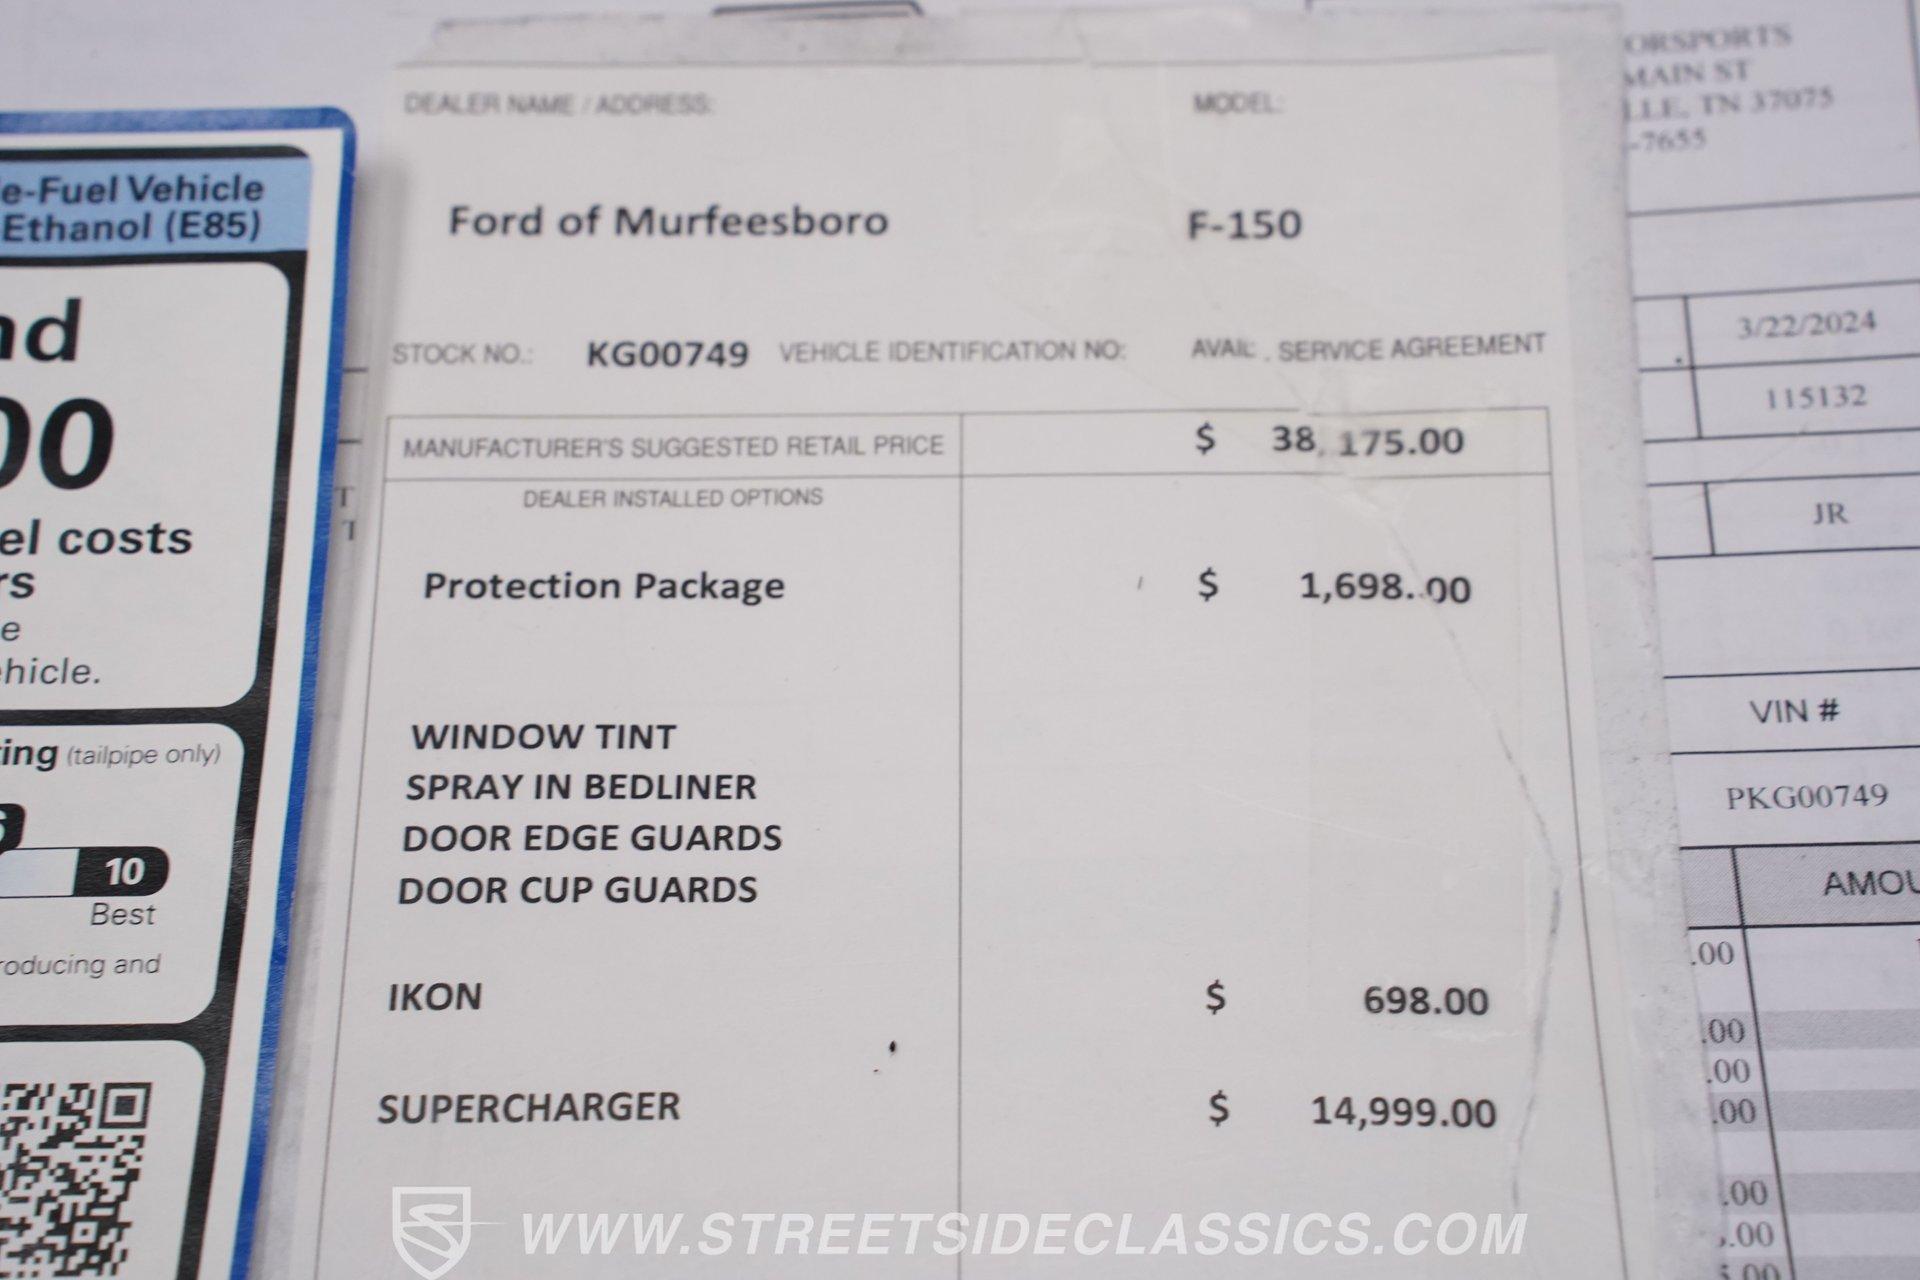 DEALER NAME / ADDRESS:
MODEL:
Ford of Murfeesboro
F-150
STOCK NO.: KG00749 VEHICLE IDENTIFICATION NO: AVAIL. SERVICE AGREEMENT
MANUFACTURER'S SUGGESTED RETAIL PRICE $ 38,175.00
DEALER INSTALLED OPTIONS
Protection Package $ 1,698.00
WINDOW TINT
SPRAY IN BEDLINER
DOOR EDGE GUARDS
DOOR CUP GUARDS
IKON $ 698.00
SUPERCHARGER $ 14,999.00
e-Fuel Vehicle
Ethanol (E85)
nd
00
el costs
rs
e
ehicle.
ing (tailpipe only)
10
Best
roducing and
T
T
ORSPORTS
MAIN ST
LLE, TN 37075
-7655
3/22/2024
115132
JR
VIN #
PKG00749
AMOU
.00
.00
.00
.00
.00
.00
5.00
WWW.STREETSIDECLASSICS.COM